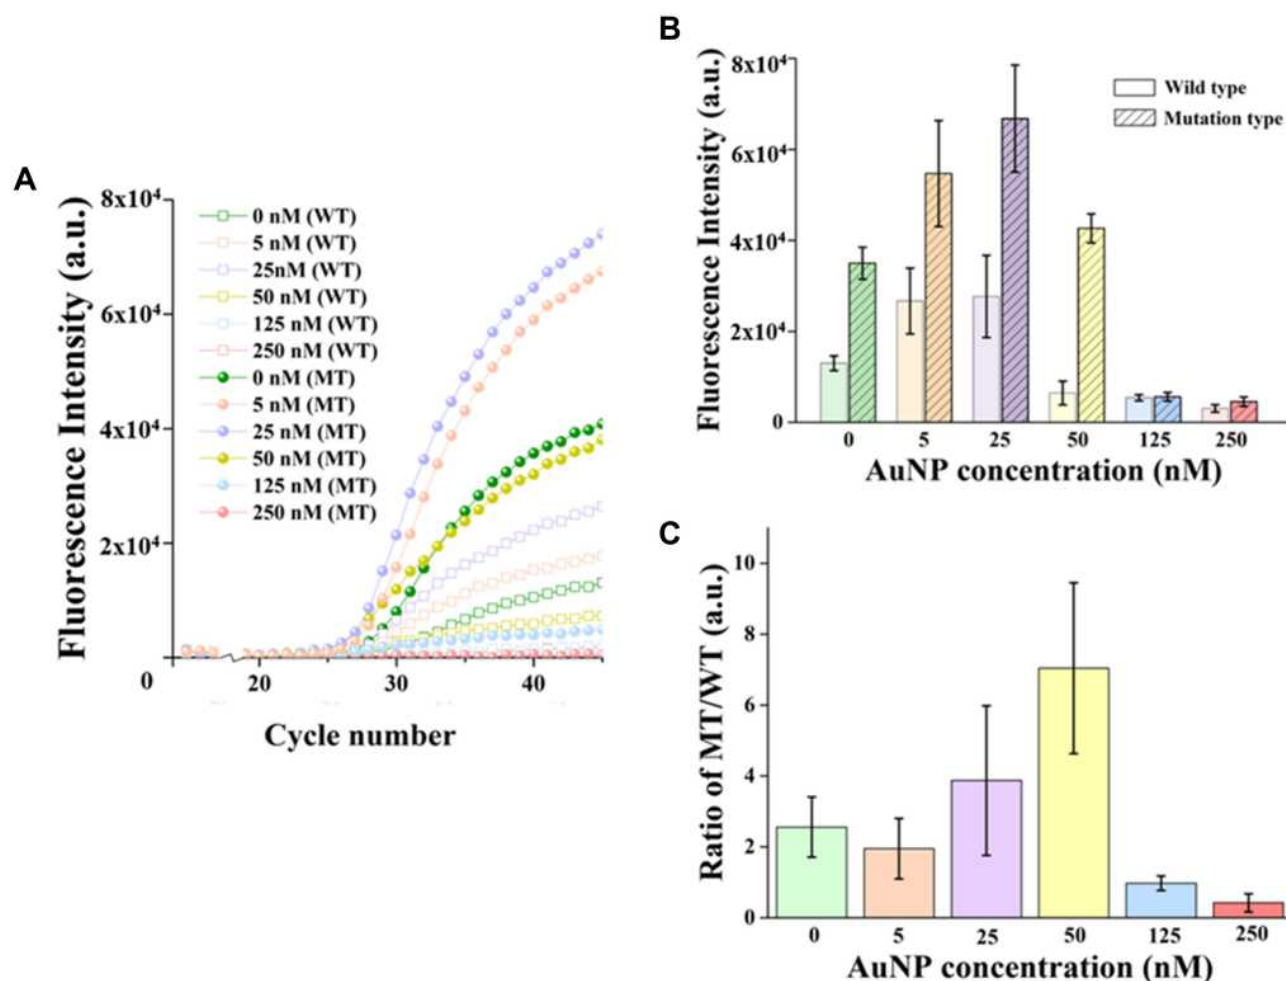 A
Fluorescence Intensity (a.u.)
8x10⁴
6x10⁴
4x10⁴
2x10⁴
0 nM (WT)
5 nM (WT)
25nM (WT)
50 nM (WT)
125 nM (WT)
250 nM (WT)
0 nM (MT)
5 nM (MT)
25 nM (MT)
50 nM (MT)
125 nM (MT)
250 nM (MT)
0 20 30 40
Cycle number
B
Fluorescence Intensity (a.u.)
8x10⁴
6x10⁴
4x10⁴
2x10⁴
0
Wild type
Mutation type
0 5 25 50 125 250
AuNP concentration (nM)
C
Ratio of MT/WT (a.u.)
10
8
6
4
2
0
0 5 25 50 125 250
AuNP concentration (nM)